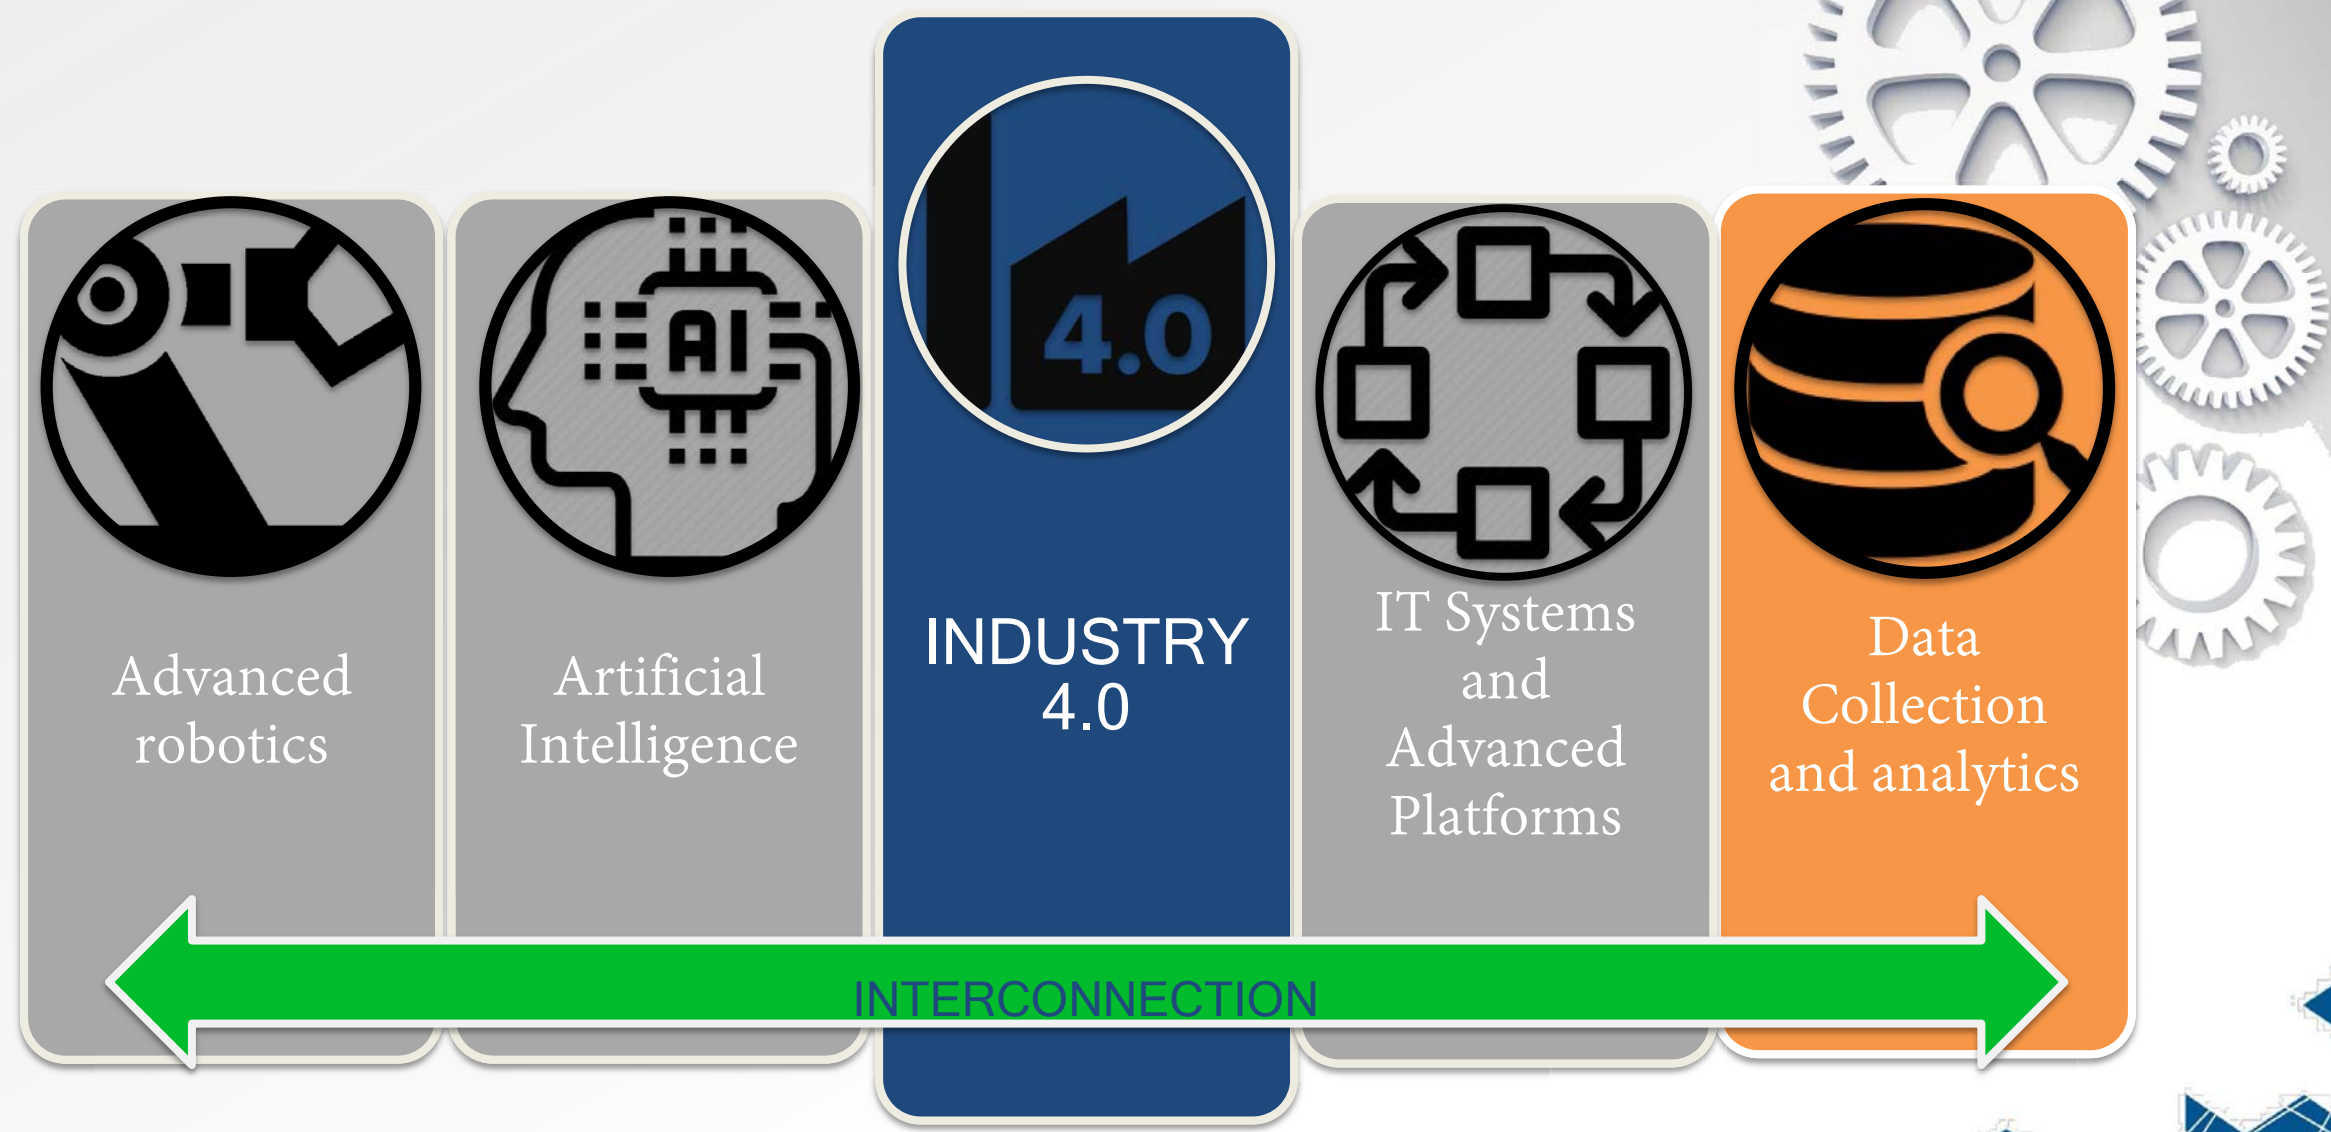 Advanced
robotics
AI
Artificial
Intelligence
4.0
INDUSTRY
4.0
IT Systems
and
Advanced
Platforms
Data
Collection
and analytics
INTERCONNECTION